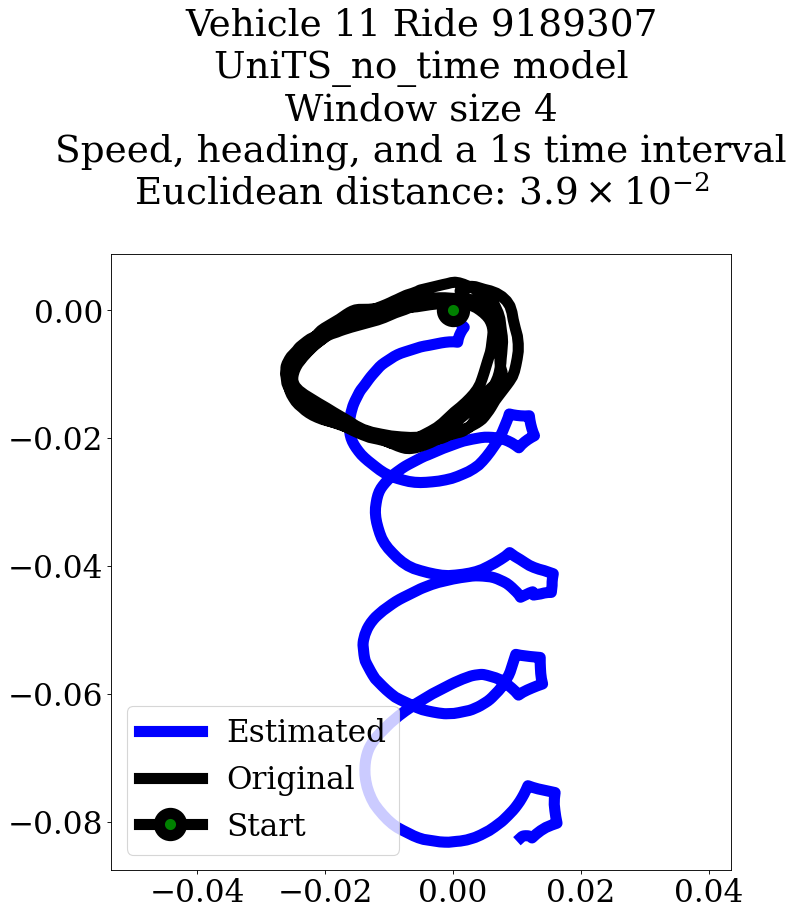 Vehicle 11 Ride 9189307
UniTS_no_time model
Window size 4
Speed, heading, and a 1s time interval
Euclidean distance: 3.9 × 10⁻²
0.00
−0.02
−0.04
−0.06
−0.08
Estimated
Original
Start
−0.04 −0.02 0.00 0.02 0.04